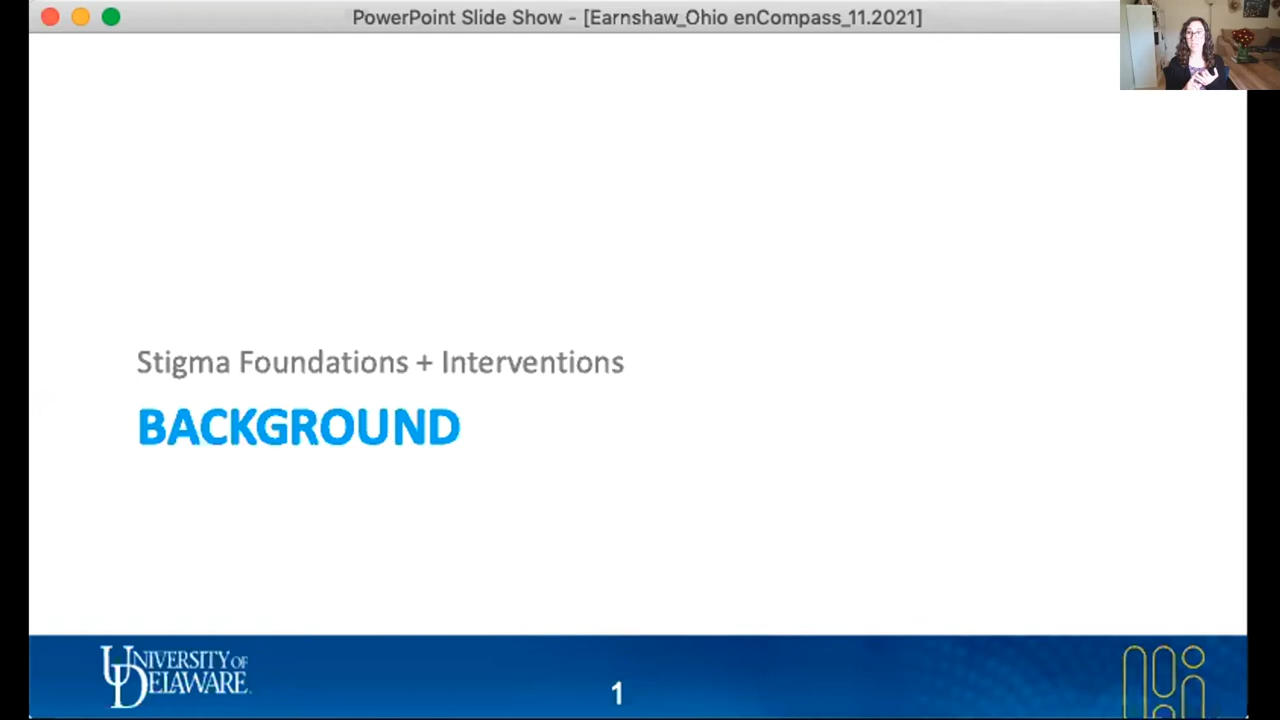 PowerPoint Slide Show - [Earnshaw_Ohio enCompass_11.2021]
Stigma Foundations + Interventions
BACKGROUND
UNIVERSITY OF
DELAWARE.
1